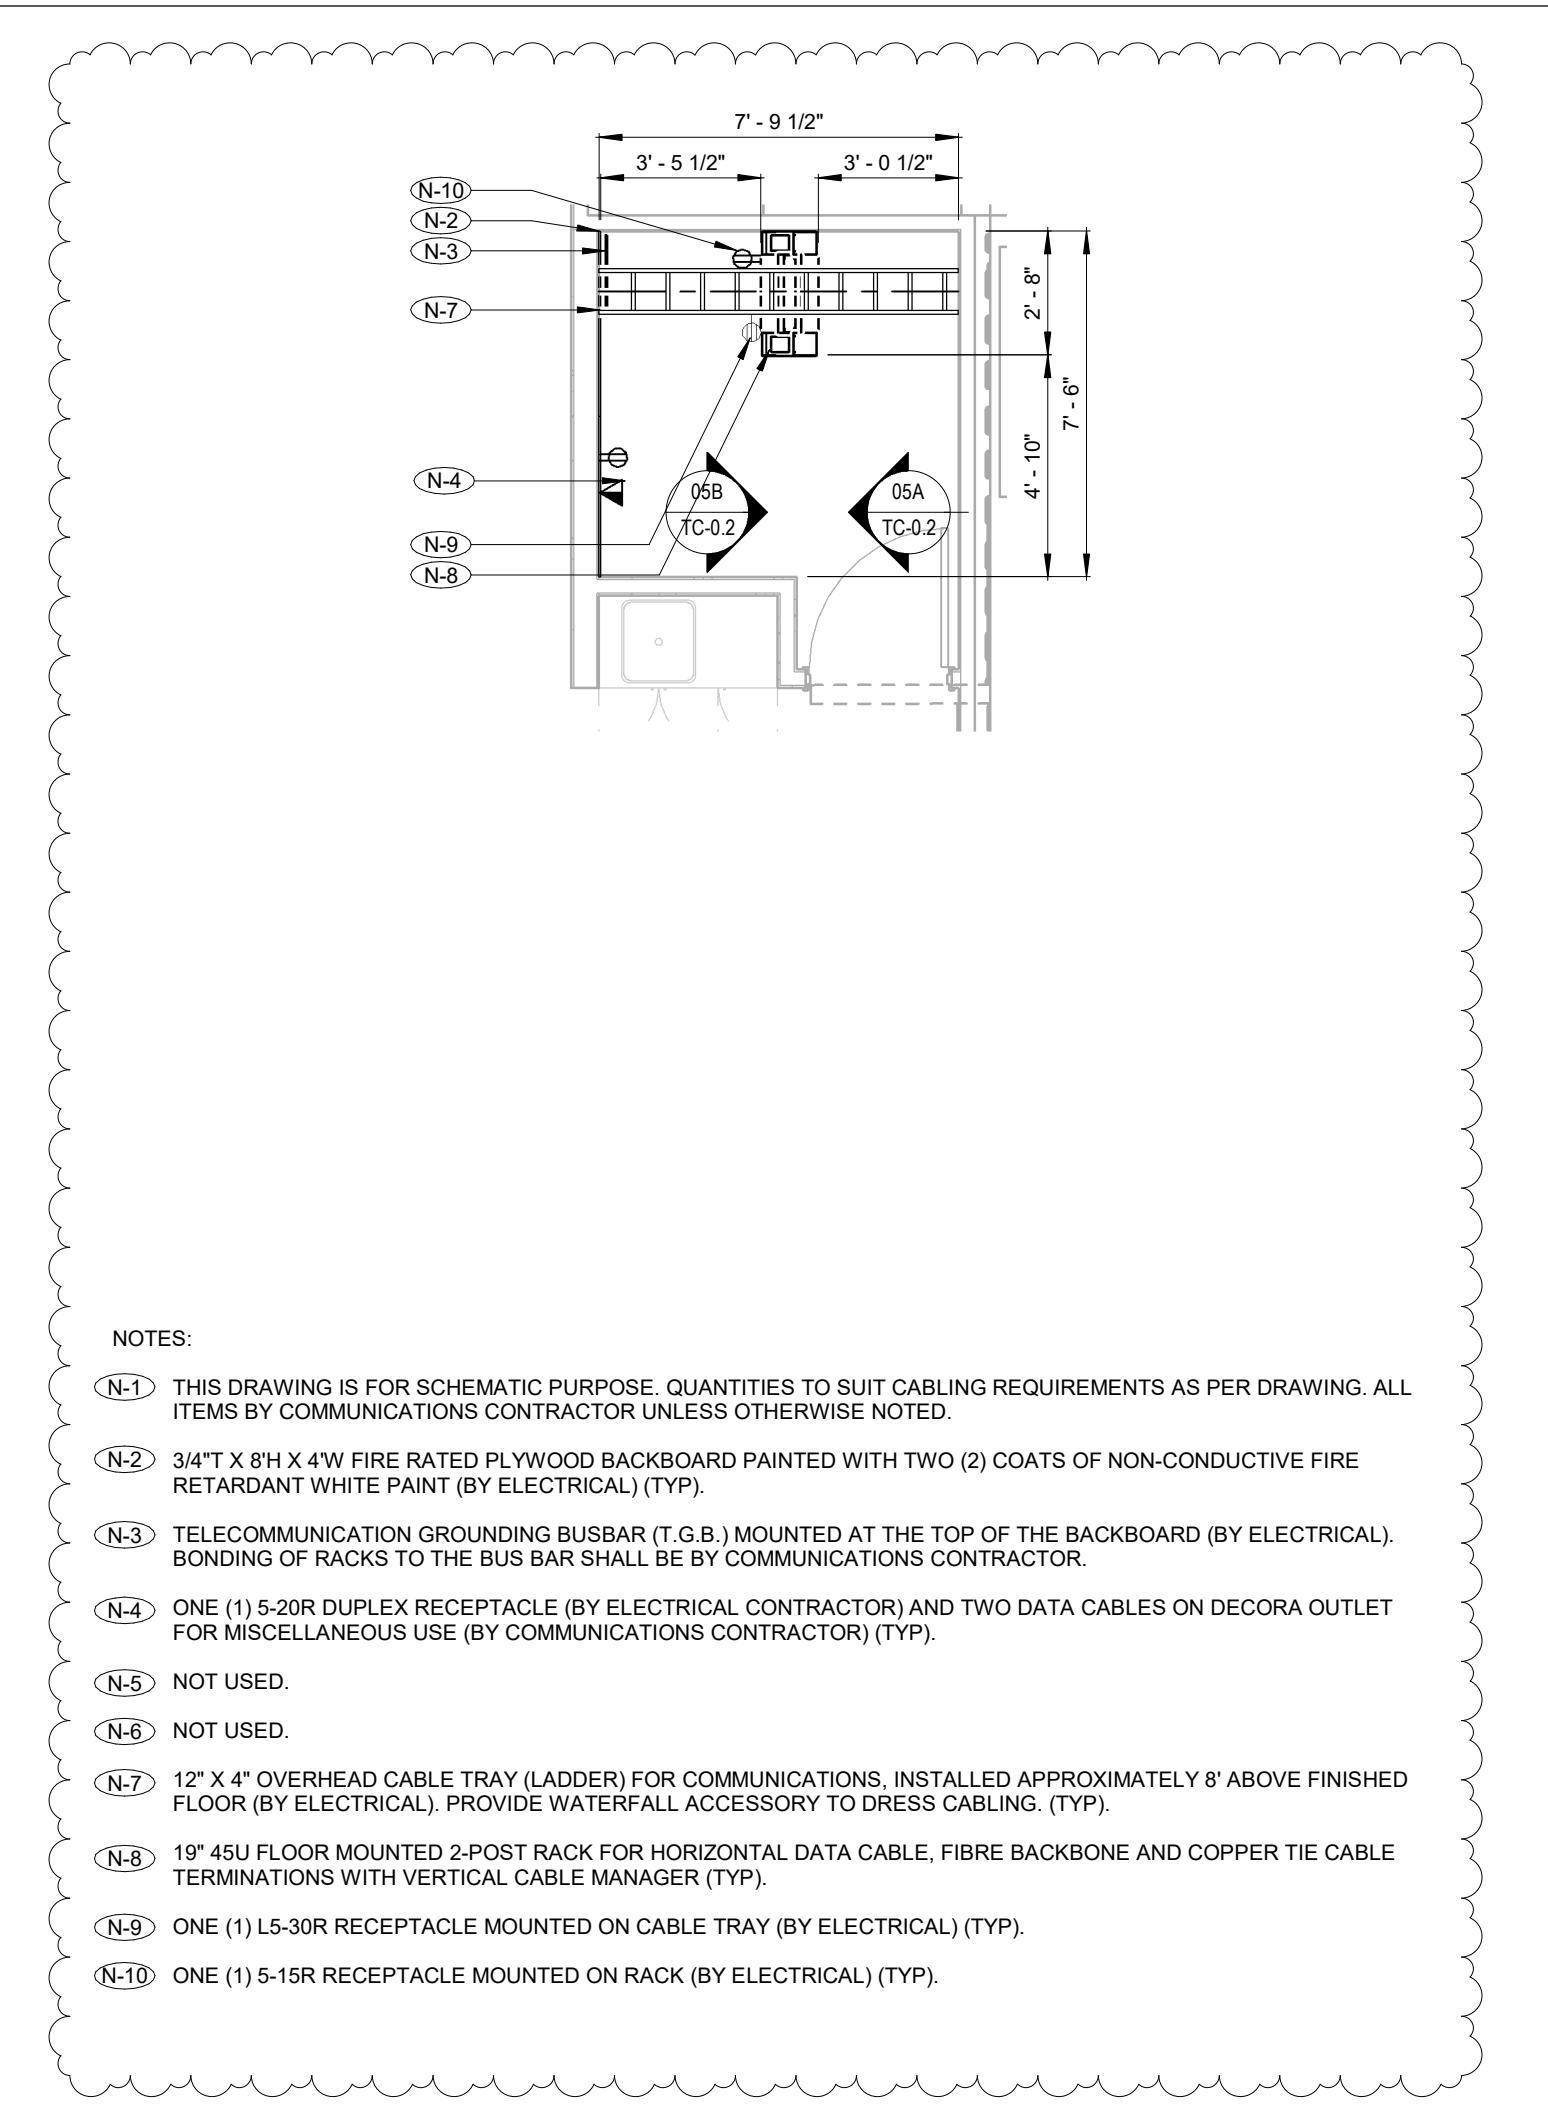 7' - 9 1/2"
3' - 5 1/2"
3' - 0 1/2"
N-10
N-2
N-3
N-7
2' - 8"
7' - 6"
4' - 10"
N-4
05B
TC-0.2
05A
TC-0.2
N-9
N-8
NOTES:
N-1 THIS DRAWING IS FOR SCHEMATIC PURPOSE. QUANTITIES TO SUIT CABLING REQUIREMENTS AS PER DRAWING. ALL
ITEMS BY COMMUNICATIONS CONTRACTOR UNLESS OTHERWISE NOTED.
N-2 3/4"T X 8'H X 4'W FIRE RATED PLYWOOD BACKBOARD PAINTED WITH TWO (2) COATS OF NON-CONDUCTIVE FIRE
RETARDANT WHITE PAINT (BY ELECTRICAL) (TYP).
N-3 TELECOMMUNICATION GROUNDING BUSBAR (T.G.B.) MOUNTED AT THE TOP OF THE BACKBOARD (BY ELECTRICAL).
BONDING OF RACKS TO THE BUS BAR SHALL BE BY COMMUNICATIONS CONTRACTOR.
N-4 ONE (1) 5-20R DUPLEX RECEPTACLE (BY ELECTRICAL CONTRACTOR) AND TWO DATA CABLES ON DECORA OUTLET
FOR MISCELLANEOUS USE (BY COMMUNICATIONS CONTRACTOR) (TYP).
N-5 NOT USED.
N-6 NOT USED.
N-7 12" X 4" OVERHEAD CABLE TRAY (LADDER) FOR COMMUNICATIONS, INSTALLED APPROXIMATELY 8' ABOVE FINISHED
FLOOR (BY ELECTRICAL). PROVIDE WATERFALL ACCESSORY TO DRESS CABLING. (TYP).
N-8 19" 45U FLOOR MOUNTED 2-POST RACK FOR HORIZONTAL DATA CABLE, FIBRE BACKBONE AND COPPER TIE CABLE
TERMINATIONS WITH VERTICAL CABLE MANAGER (TYP).
N-9 ONE (1) L5-30R RECEPTACLE MOUNTED ON CABLE TRAY (BY ELECTRICAL) (TYP).
N-10 ONE (1) 5-15R RECEPTACLE MOUNTED ON RACK (BY ELECTRICAL) (TYP).